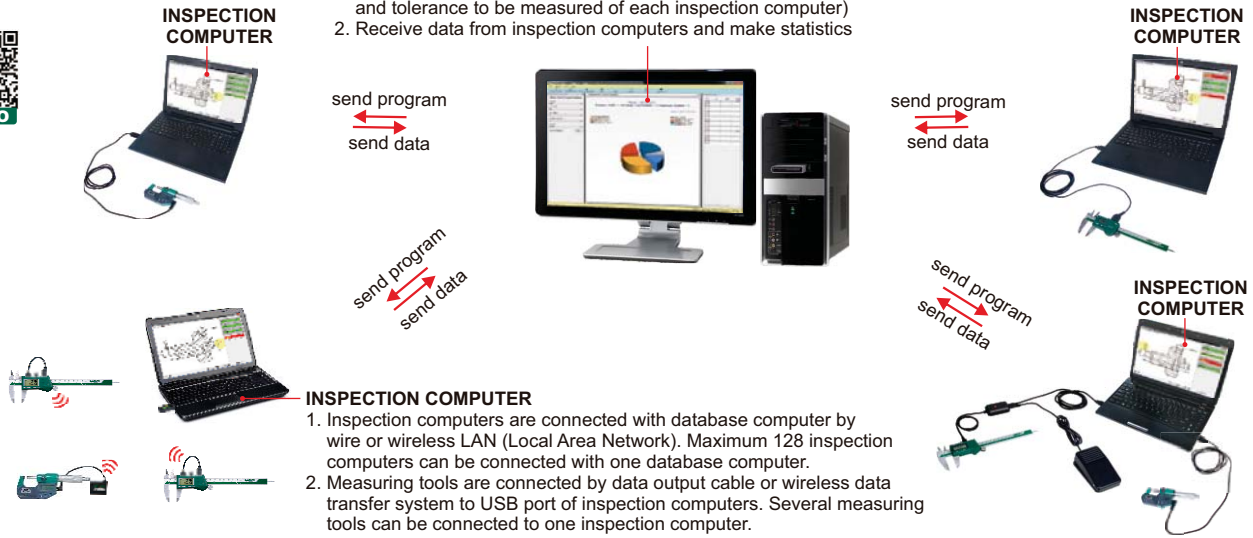 and tolerance to be measured of each inspection computer)
2. Receive data from inspection computers and make statistics
INSPECTION
COMPUTER
INSPECTION
COMPUTER
send program
send data
send program
send data
send program
send data
send program
send data
INSPECTION
COMPUTER
INSPECTION COMPUTER
1. Inspection computers are connected with database computer by
wire or wireless LAN (Local Area Network). Maximum 128 inspection
computers can be connected with one database computer.
2. Measuring tools are connected by data output cable or wireless data
transfer system to USB port of inspection computers. Several measuring
tools can be connected to one inspection computer.